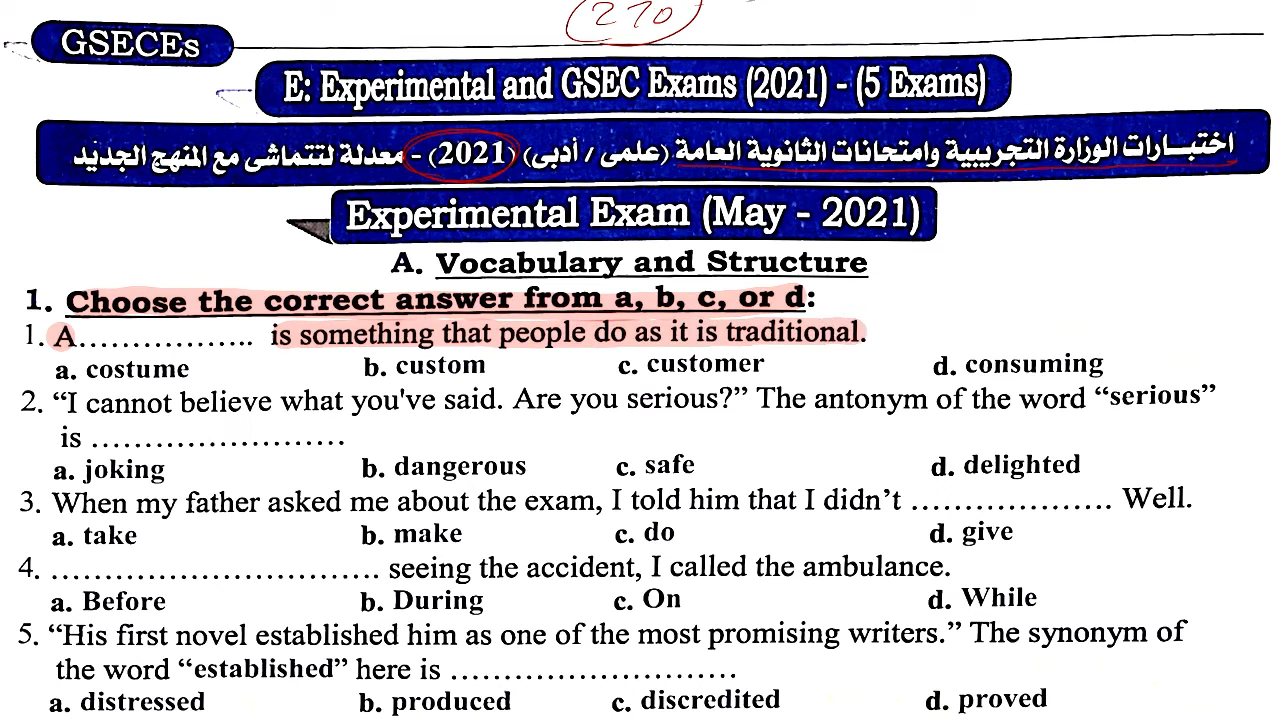 (270)
GSECEs
E: Experimental and GSEC Exams (2021) - (5 Exams)
اختبـارات الوزارة التجريبية وامتحانات الثانوية العامة (علمى / أدبى) (2021) - معدلة لتتماشى مع المنهج الجديد
Experimental Exam (May - 2021)
A. Vocabulary and Structure
1. Choose the correct answer from a, b, c, or d:
1. A................. is something that people do as it is traditional.
a. costume b. custom c. customer d. consuming
2. “I cannot believe what you've said. Are you serious?” The antonym of the word “serious”
is ........................
a. joking b. dangerous c. safe d. delighted
3. When my father asked me about the exam, I told him that I didn’t ................... Well.
a. take b. make c. do d. give
4. ............................... seeing the accident, I called the ambulance.
a. Before b. During c. On d. While
5. “His first novel established him as one of the most promising writers.” The synonym of
the word “established” here is ...........................
a. distressed b. produced c. discredited d. proved